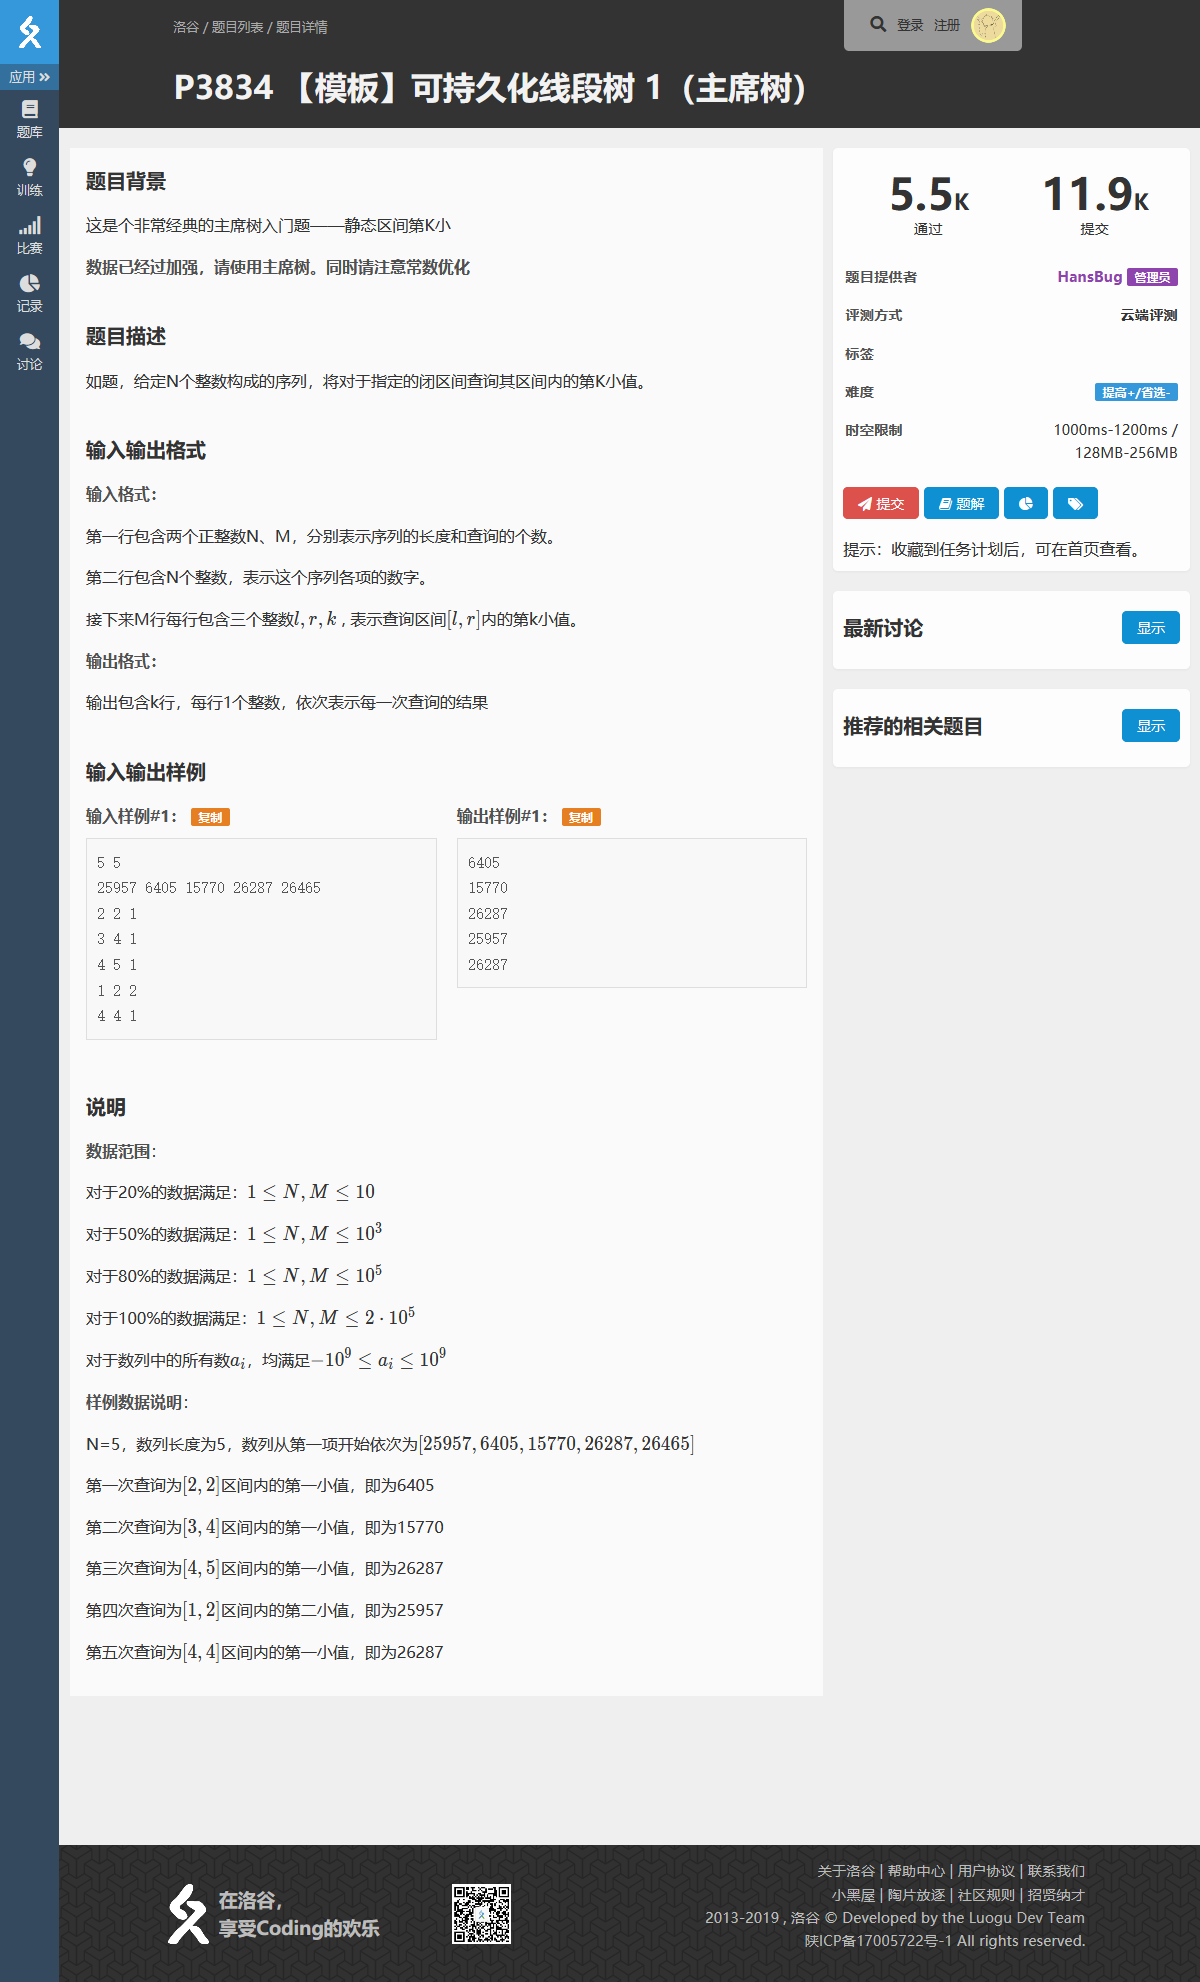 洛谷 / 题目列表 / 题目详情
登录 注册
应用
题库
训练
比赛
记录
讨论
P3834 【模板】可持久化线段树 1（主席树）
题目背景
这是个非常经典的主席树入门题——静态区间第K小
数据已经过加强，请使用主席树。同时请注意常数优化
题目描述
如题，给定N个整数构成的序列，将对于指定的闭区间查询其区间内的第K小值。
输入输出格式
输入格式：
第一行包含两个正整数N、M，分别表示序列的长度和查询的个数。
第二行包含N个整数，表示这个序列各项的数字。
接下来M行每行包含三个整数l, r, k , 表示查询区间[l, r]内的第k小值。
输出格式：
输出包含k行，每行1个整数，依次表示每一次查询的结果
输入输出样例
输入样例#1： 复制
5 5
25957 6405 15770 26287 26465
2 2 1
3 4 1
4 5 1
1 2 2
4 4 1
输出样例#1： 复制
6405
15770
26287
25957
26287
说明
数据范围：
对于20%的数据满足：1 ≤ N, M ≤ 10
对于50%的数据满足：1 ≤ N, M ≤ 10³
对于80%的数据满足：1 ≤ N, M ≤ 10⁵
对于100%的数据满足：1 ≤ N, M ≤ 2 · 10⁵
对于数列中的所有数aᵢ，均满足−10⁹ ≤ aᵢ ≤ 10⁹
样例数据说明：
N=5，数列长度为5，数列从第一项开始依次为[25957, 6405, 15770, 26287, 26465]
第一次查询为[2, 2]区间内的第一小值，即为6405
第二次查询为[3, 4]区间内的第一小值，即为15770
第三次查询为[4, 5]区间内的第一小值，即为26287
第四次查询为[1, 2]区间内的第二小值，即为25957
第五次查询为[4, 4]区间内的第一小值，即为26287
5.5K
通过
11.9K
提交
题目提供者 HansBug 管理员
评测方式 云端评测
标签
难度 提高+/省选-
时空限制 1000ms-1200ms /
128MB-256MB
提交 题解
提示：收藏到任务计划后，可在首页查看。
最新讨论 显示
推荐的相关题目 显示
在洛谷，
享受Coding的欢乐
关于洛谷 | 帮助中心 | 用户协议 | 联系我们
小黑屋 | 陶片放逐 | 社区规则 | 招贤纳才
2013-2019 , 洛谷 © Developed by the Luogu Dev Team
陕ICP备17005722号-1 All rights reserved.